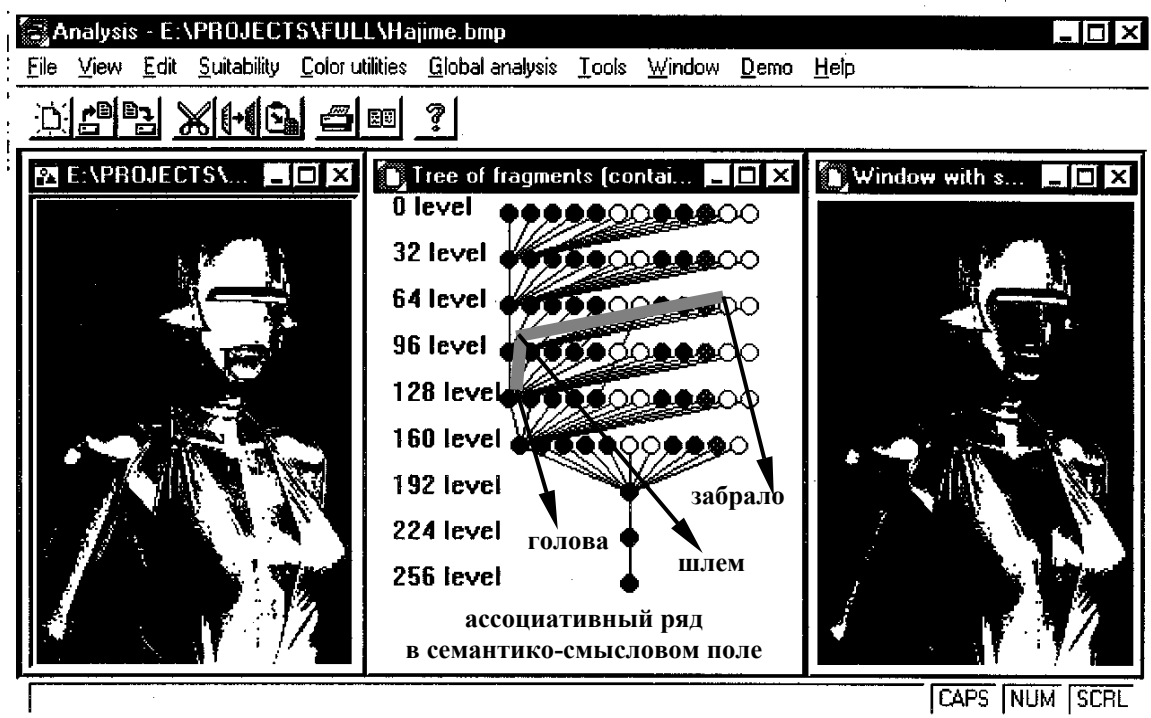 Analysis - E:\PROJECTS\FULL\Hajime.bmp
File View Edit Suitability Color utilities Global analysis Tools Window Demo Help
E:\PROJECTS\...
Tree of fragments (contai...
Window with s...
0 level
32 level
64 level
96 level
128 level
160 level
192 level
224 level
256 level
забрало
голова
шлем
ассоциативный ряд
в семантико-смысловом поле
CAPS NUM SCRL